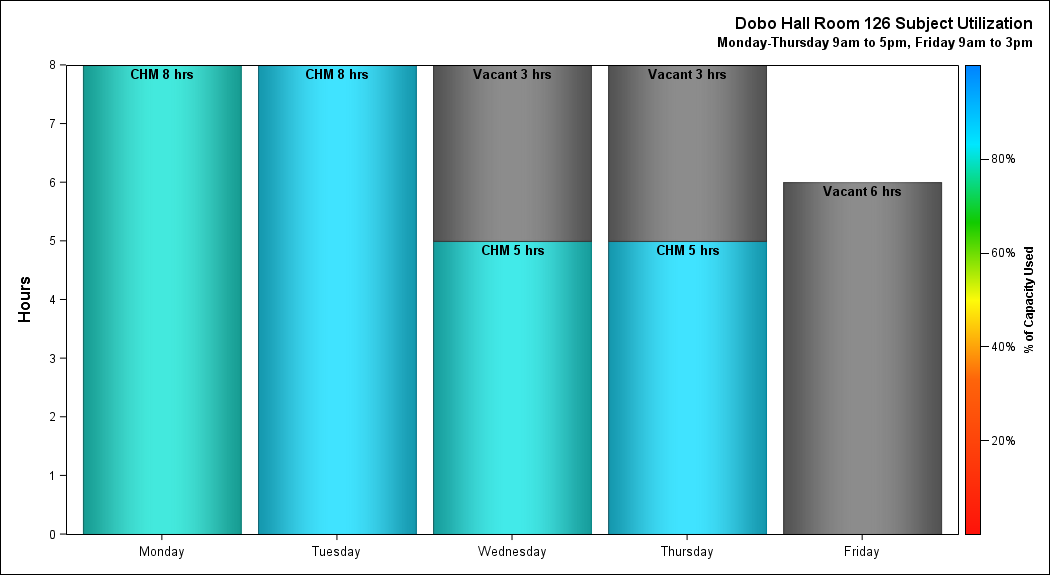 Dobo Hall Room 126 Subject Utilization
Monday-Thursday 9am to 5pm, Friday 9am to 3pm
Hours
8
7
6
5
4
3
2
1
0
CHM 8 hrs
CHM 8 hrs
Vacant 3 hrs
Vacant 3 hrs
Vacant 6 hrs
CHM 5 hrs
CHM 5 hrs
Monday
Tuesday
Wednesday
Thursday
Friday
80%
60%
40%
20%
% of Capacity Used